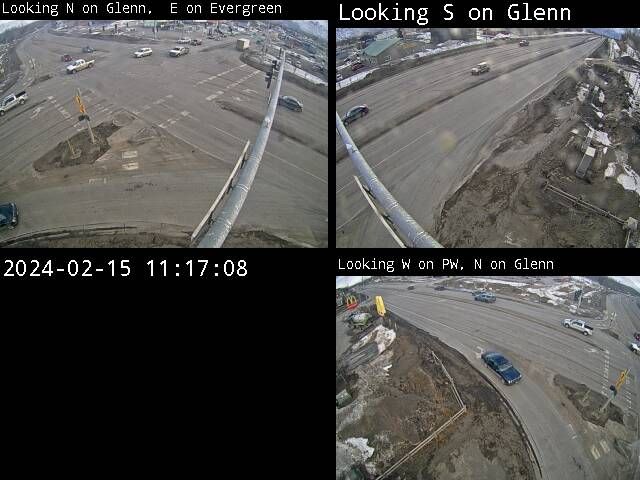 Looking N on Glenn,  E on Evergreen
Looking S on Glenn
2024-02-15 11:17:08
Looking W on PW, N on Glenn